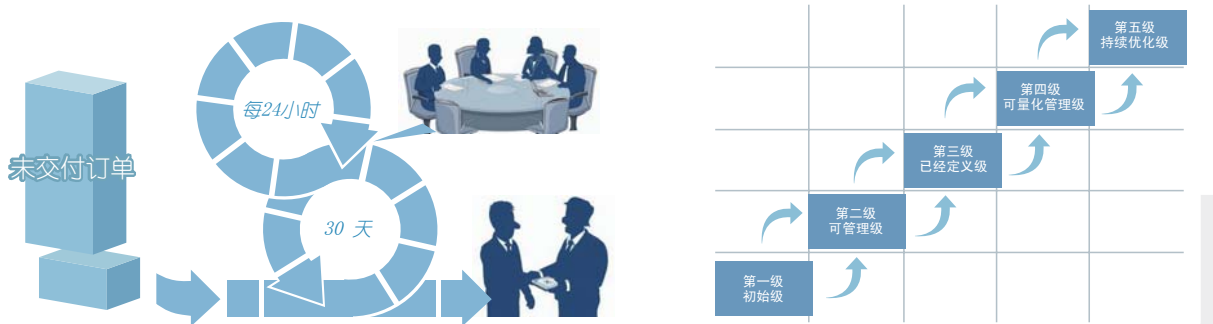 每24小时
未交付订单
30 天
第五级
持续优化级
第四级
可量化管理级
第三级
已经定义级
第二级
可管理级
第一级
初始级